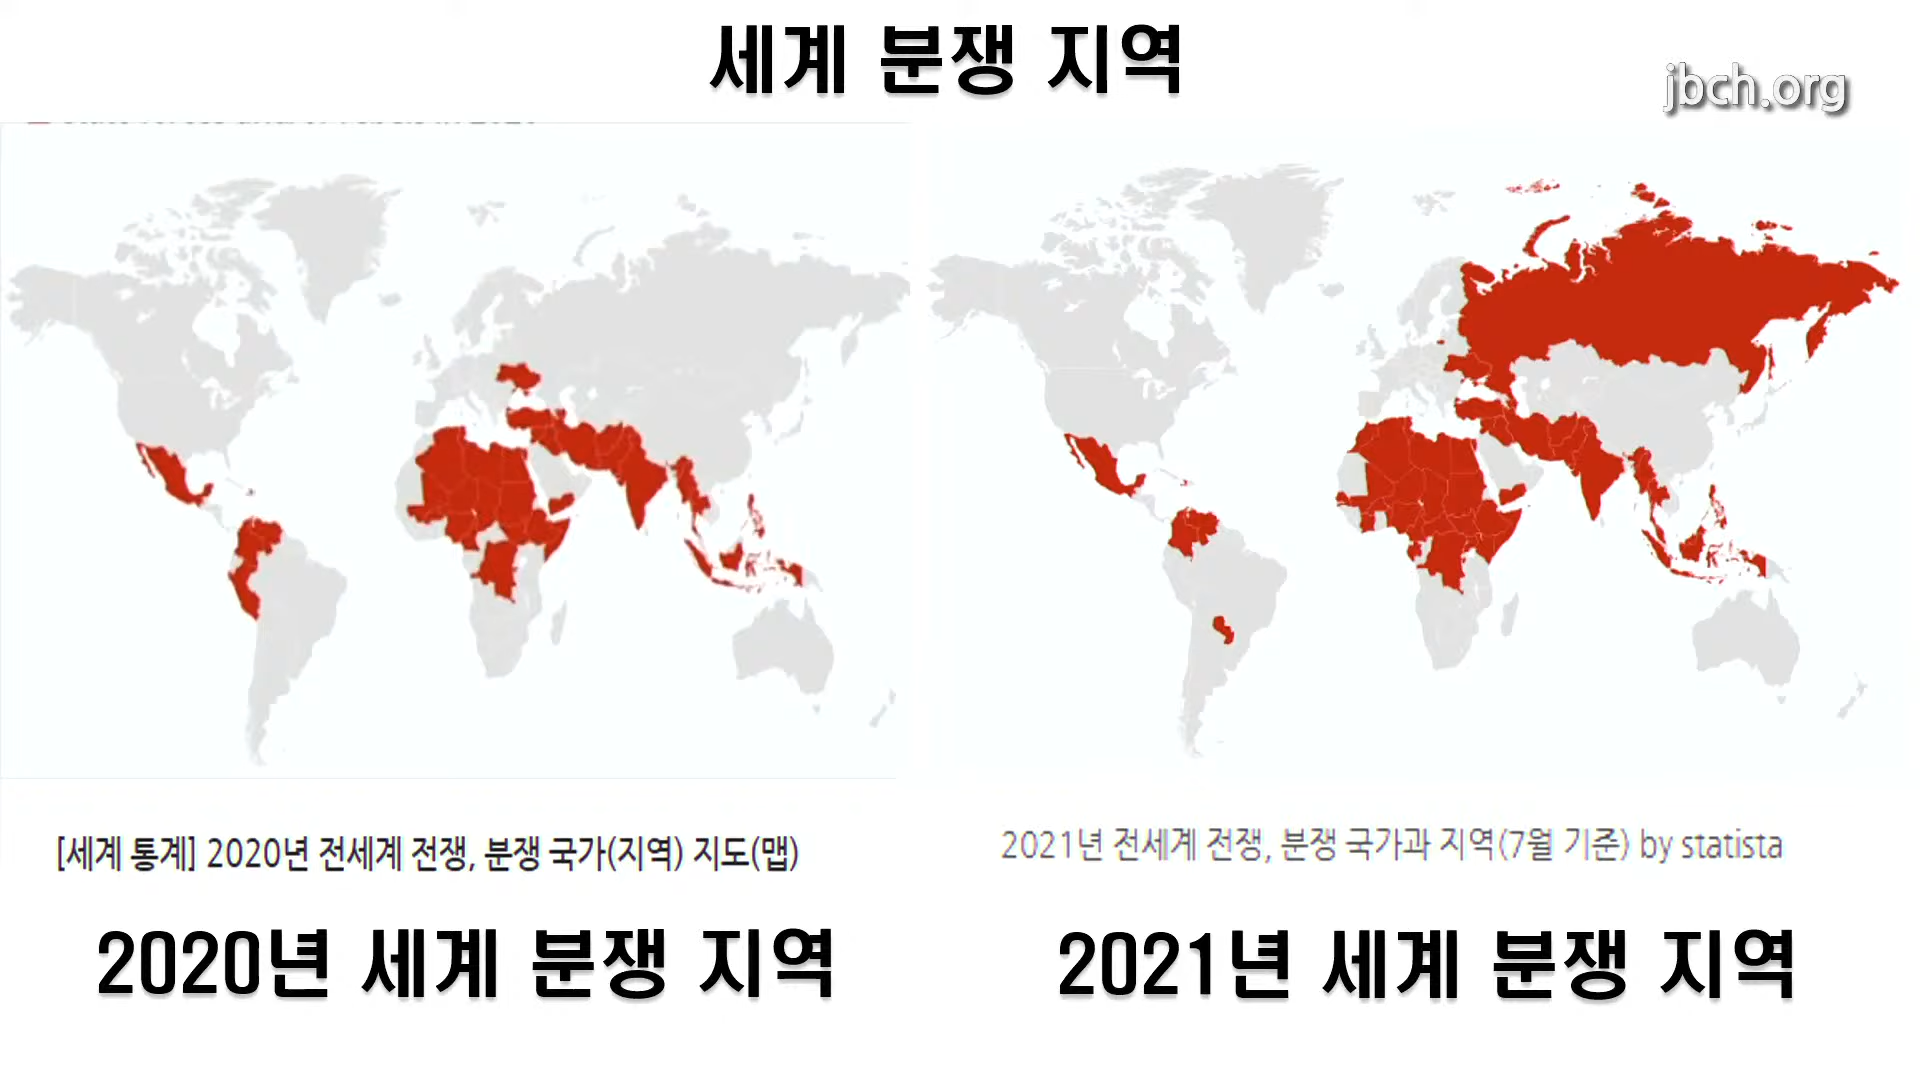 세계 분쟁 지역
jbch.org
[세계 통계] 2020년 전세계 전쟁, 분쟁 국가(지역) 지도(맵)
2021년 전세계 전쟁, 분쟁 국가과 지역(7월 기준) by statista
2020년 세계 분쟁 지역
2021년 세계 분쟁 지역